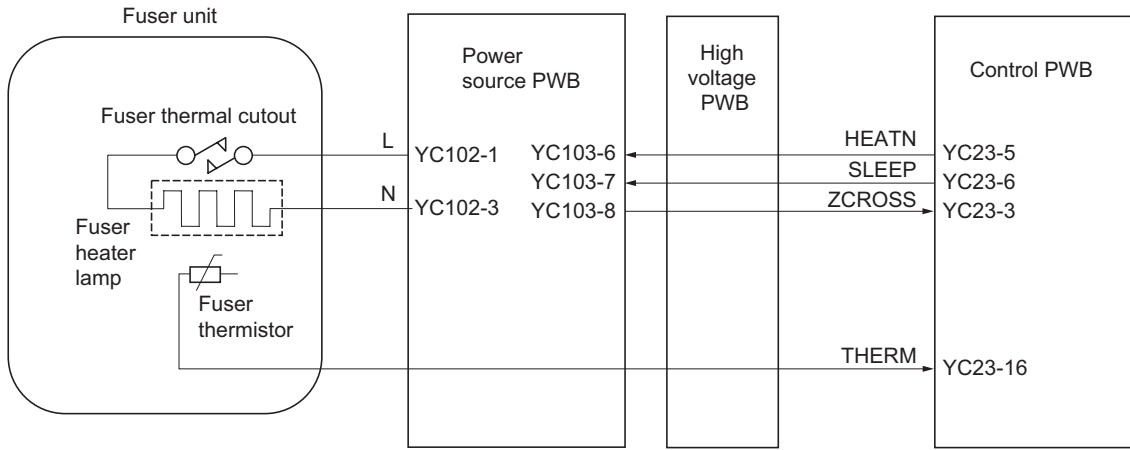 Fuser unit
Power
source PWB
High
voltage
PWB
Control PWB
Fuser thermal cutout
L
YC102-1
YC103-6
HEATN
YC23-5
YC103-7
SLEEP
YC23-6
N
YC102-3
YC103-8
ZCROSS
YC23-3
Fuser
heater
lamp
Fuser
thermistor
THERM
YC23-16